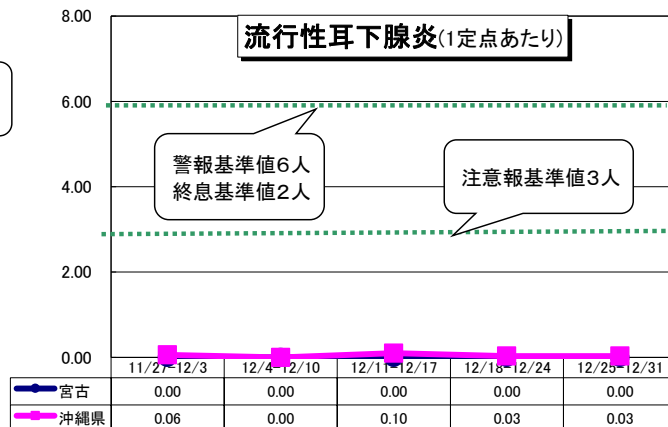 流行性耳下腺炎(1定点あたり)
8.00
6.00
警報基準値6人
終息基準値2人
注意報基準値3人
4.00
2.00
0.00
11/27-12/3 12/4-12/10 12/11-12/17 12/18-12/24 12/25-12/31
宮古 0.00 0.00 0.00 0.00 0.00
沖縄県 0.06 0.00 0.10 0.03 0.03